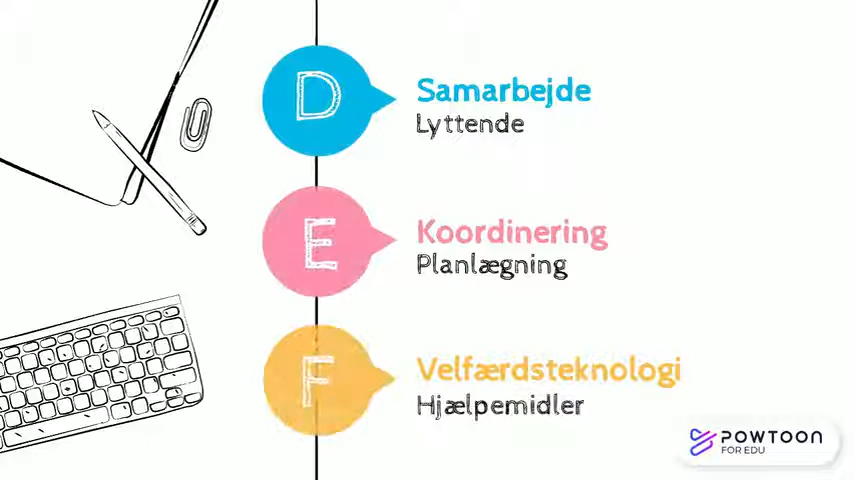 D
Samarbejde
Lyttende
E
Koordinering
Planlægning
F
Velfærdsteknologi
Hjælpemidler
POWTOON
FOR EDU